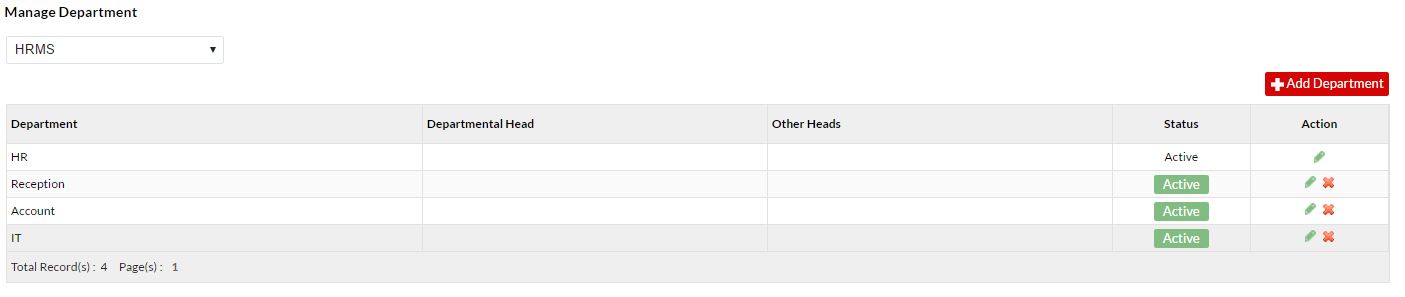 Manage Department
HRMS
Add Department
Department Departmental Head Other Heads Status Action
HR Active
Reception Active
Account Active
IT Active
Total Record(s) : 4 Page(s) : 1